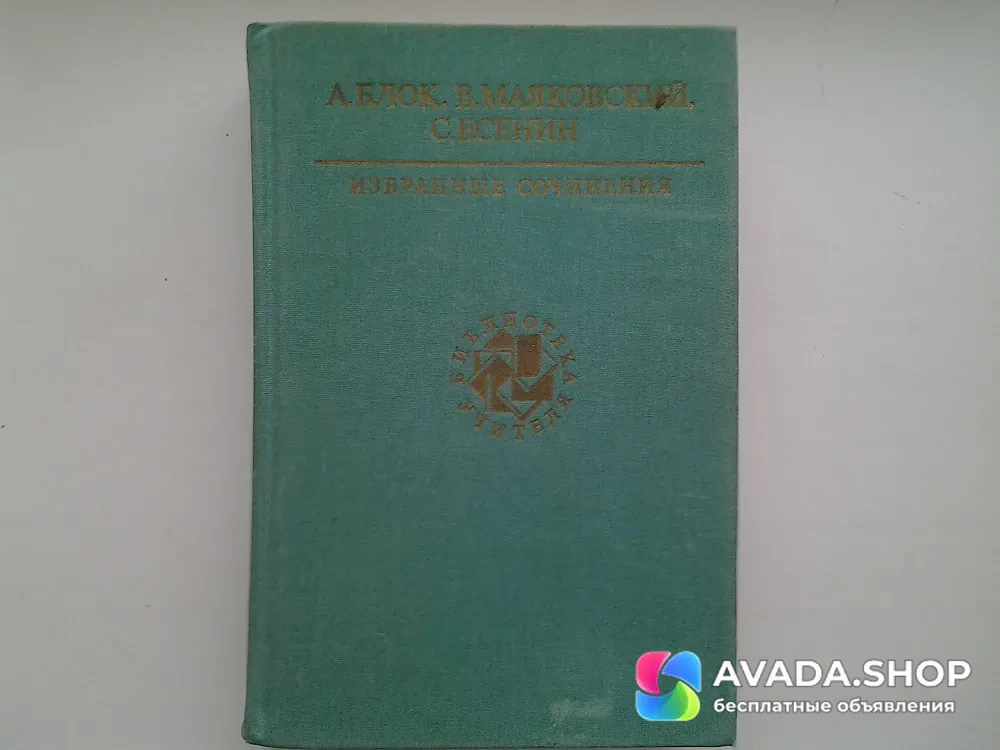 А. БЛОК, В. МАЯКОВСКИЙ,
С. ЕСЕНИН
ИЗБРАННЫЕ СОЧИНЕНИЯ
БИБЛИОТЕКА
УЧИТЕЛЯ
AVADA.SHOP
бесплатные объявления